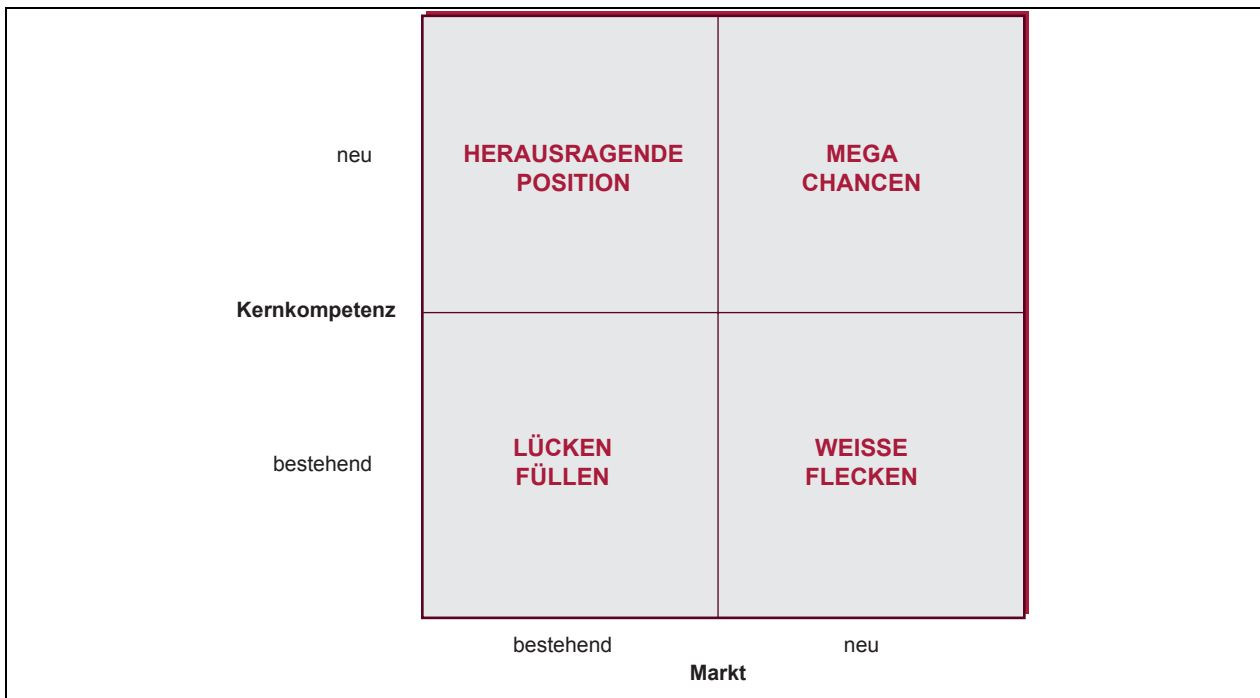 neu
HERAUSRAGENDE
POSITION
MEGA
CHANCEN
Kernkompetenz
bestehend
LÜCKEN
FÜLLEN
WEISSE
FLECKEN
bestehend
neu
Markt